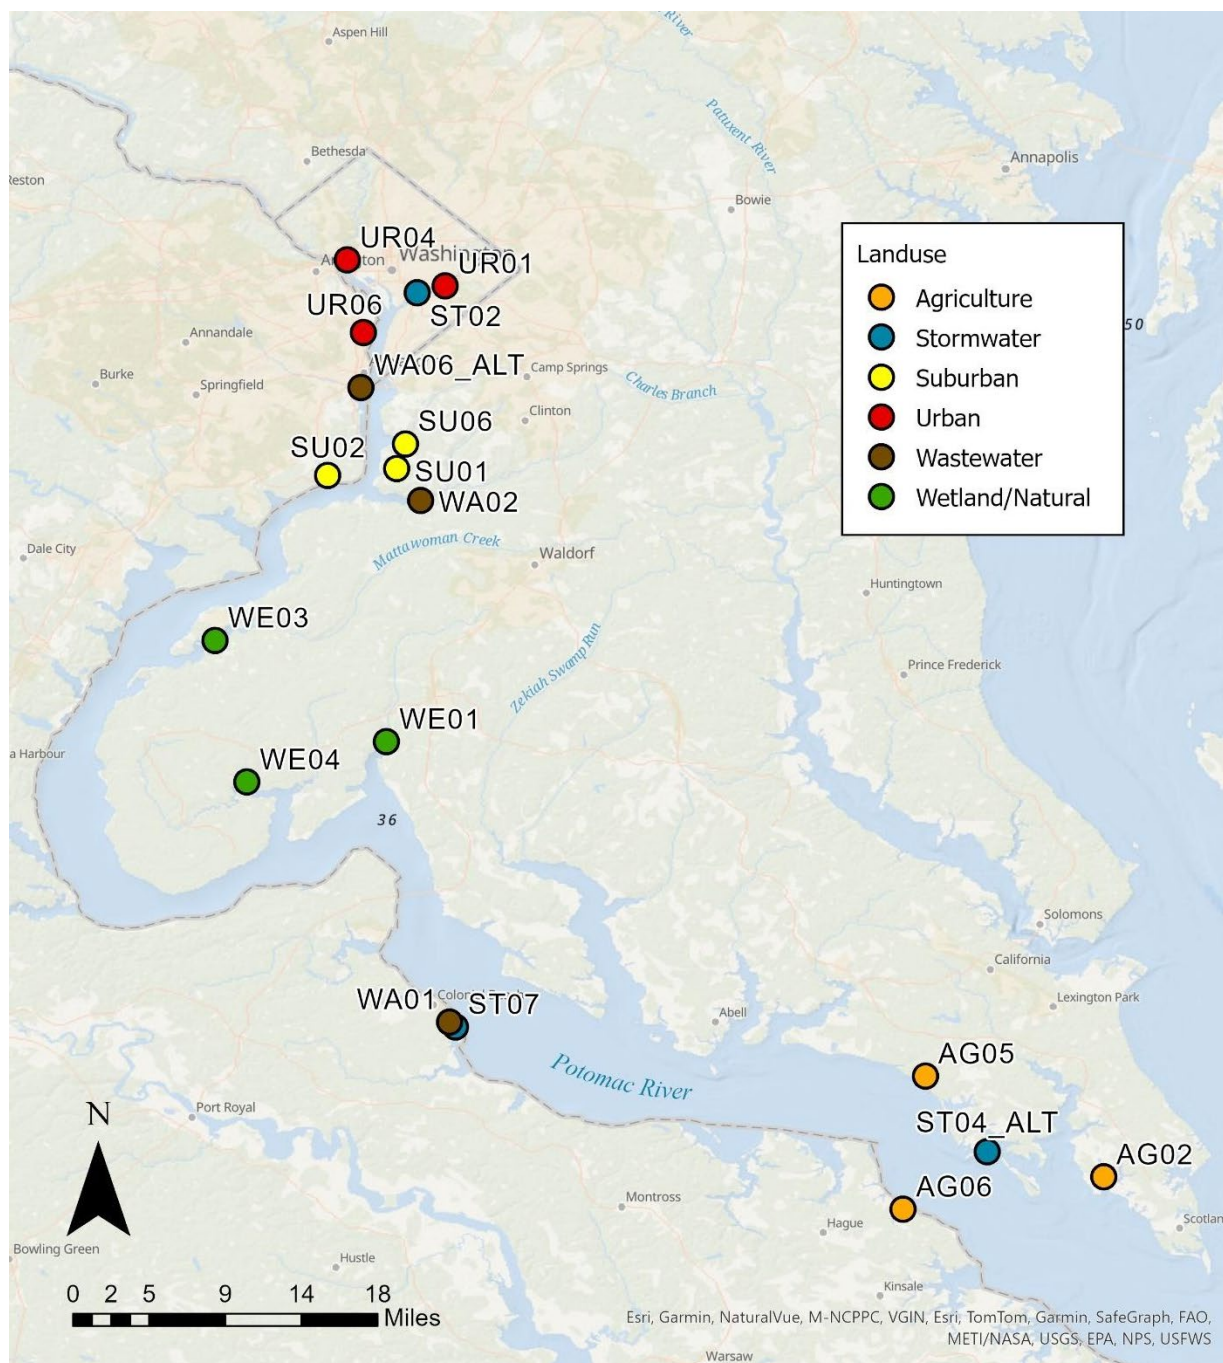 River
Aspen Hill
Patuxent River
Bethesda
Annapolis
Reston
Bowie
UR04
Washington
UR01
Landuse
Agriculture
Stormwater
Suburban
Urban
Wastewater
Wetland/Natural
50
ST02
UR06
Annandale
WA06_ALT
Camp Springs
Burke
Springfield
Charles Branch
Clinton
SU06
SU02
SU01
WA02
Mattawoman Creek
Waldorf
Dale City
Huntingtown
WE03
Zekiah Swamp Run
Prince Frederick
WE01
a Harbour
WE04
36
Solomons
California
WA01
ST07
Lexington Park
Abell
AG05
Potomac River
N
Port Royal
ST04_ALT
AG02
AG06
Montross
Hague
Scotlan
Bowling Green
Hustle
Kinsale
0 2 5 9 14 18
Miles
Esri, Garmin, NaturalVue, M-NCPPC, VGIN, Esri, TomTom, Garmin, SafeGraph, FAO,
METI/NASA, USGS, EPA, NPS, USFWS
Warsaw